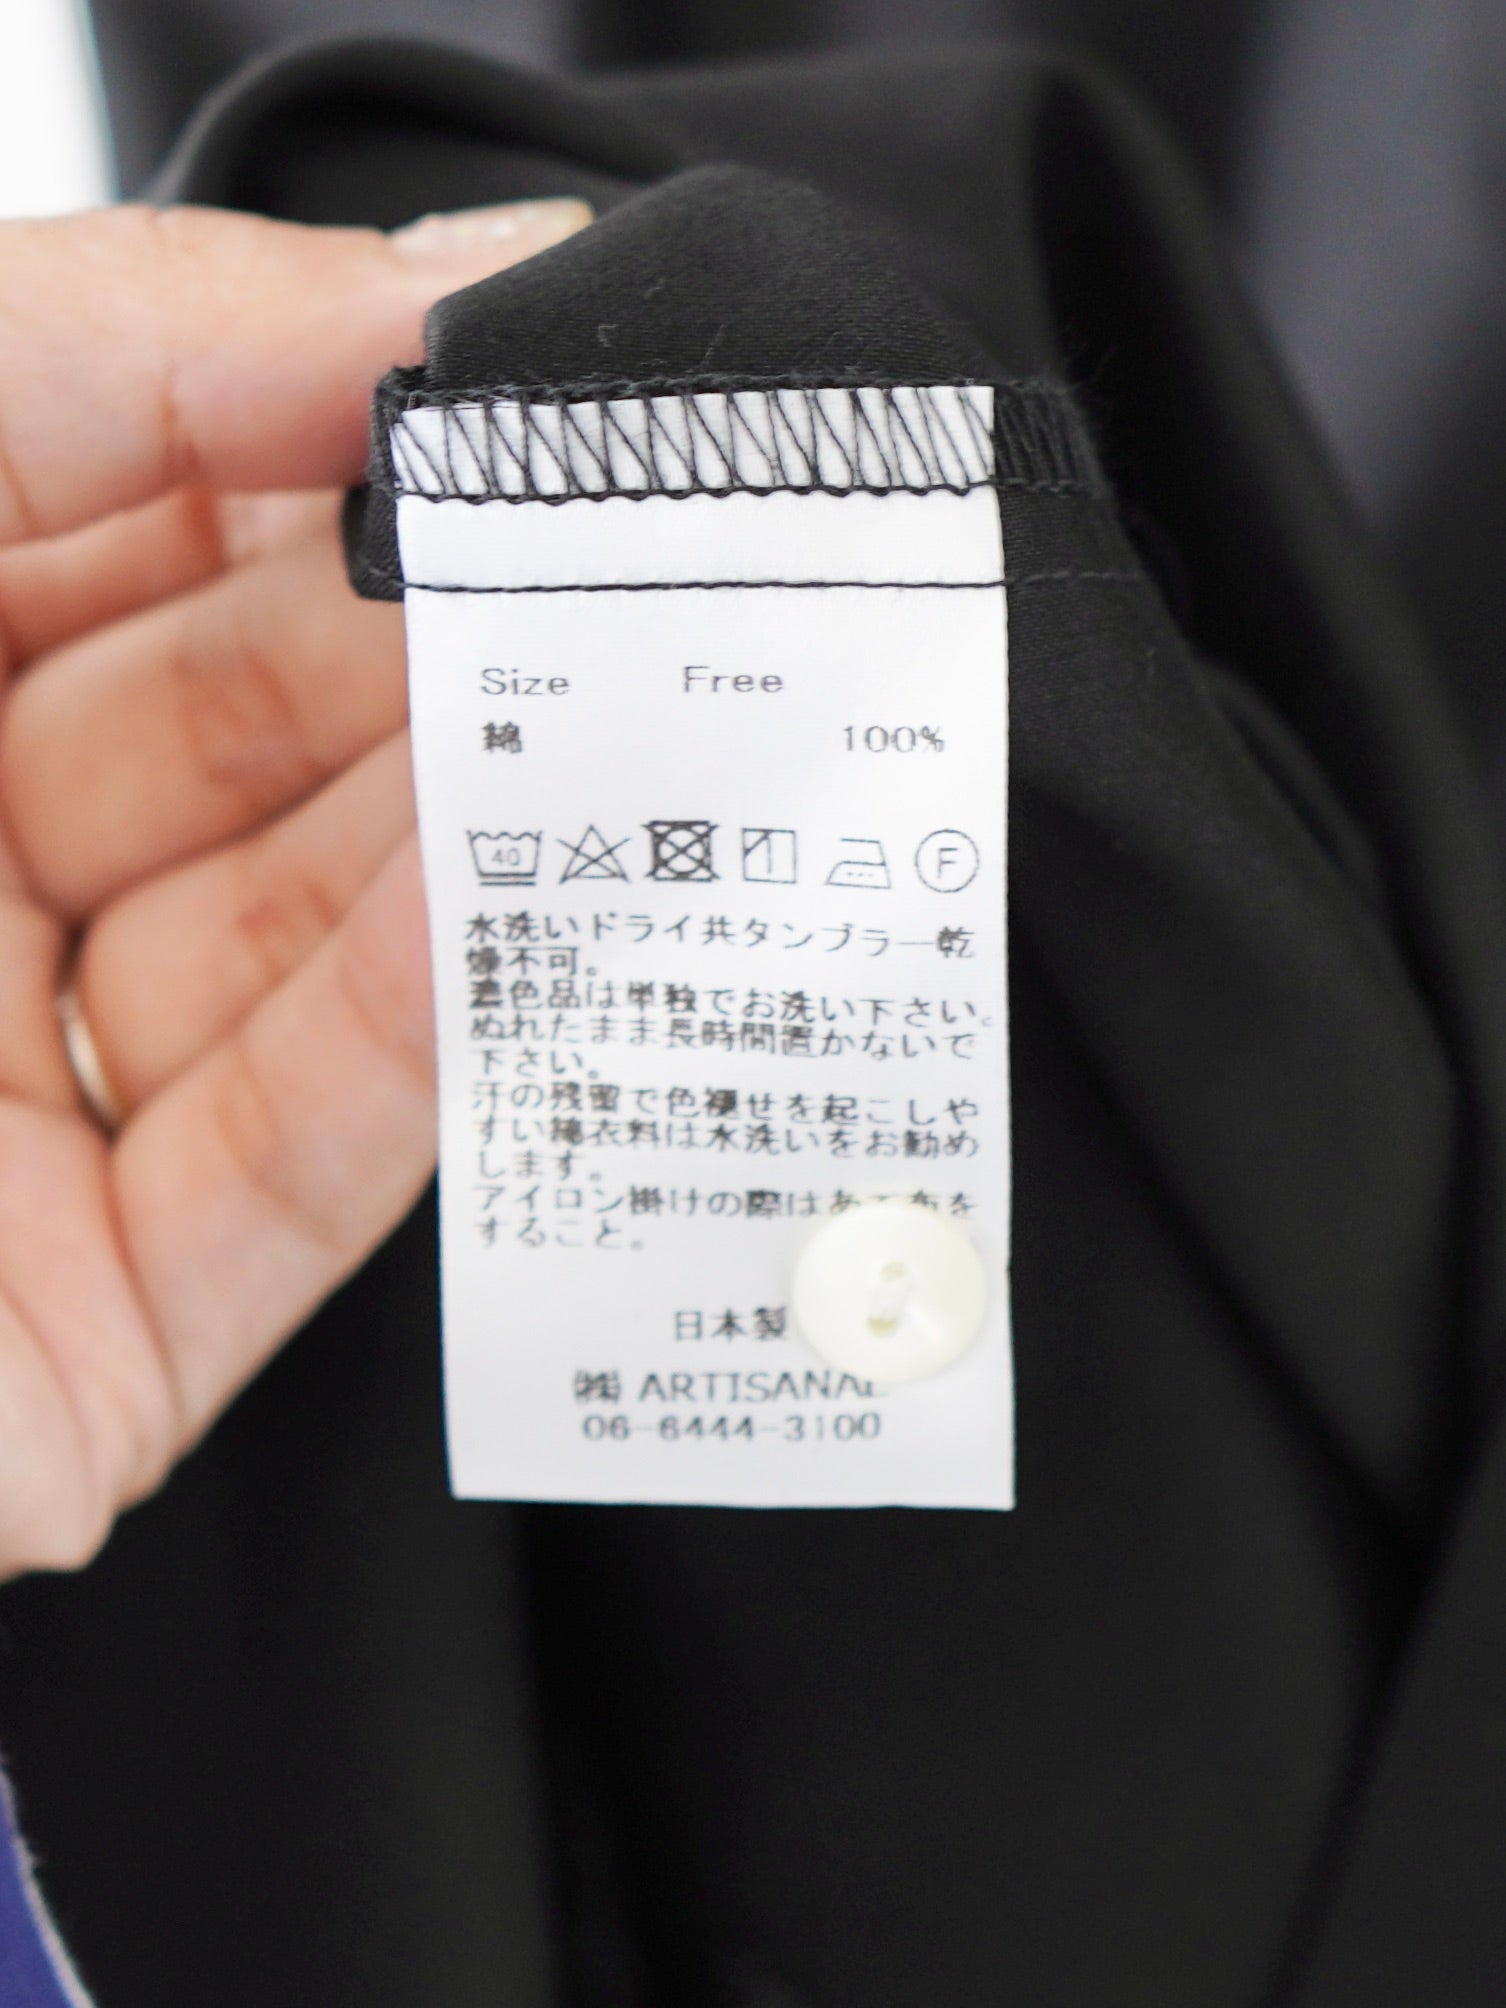 Size Free
綿 100%
40 F
水洗いドライ共タンブラー乾
燥不可。
濃色品は単独でお洗い下さい。
ぬれたまま長時間置かないで
下さい。
汗の残留で色褪せを起こしや
すい綿衣料は水洗いをお勧め
します。
アイロン掛けの際はあて布を
すること。
日本製
㈱ ARTISANAL
06-6444-3100